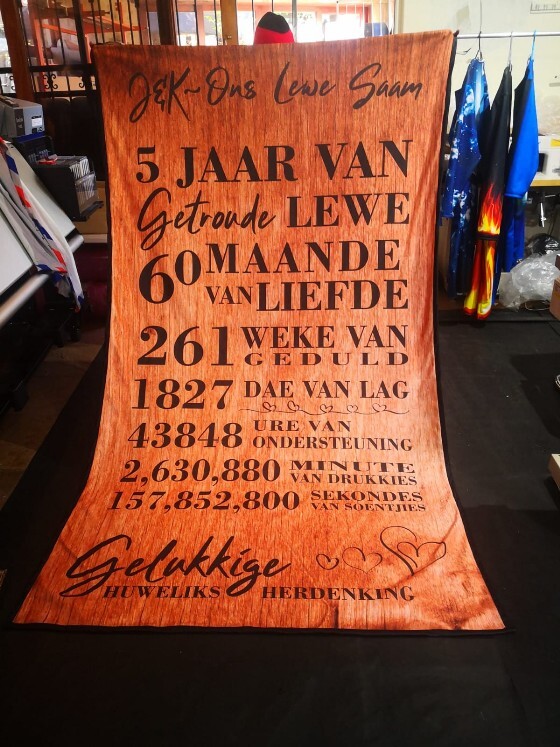 J&K~ Ons Lewe Saam
5 JAAR VAN
Getroude LEWE
60 MAANDE
VAN LIEFDE
261 WEKE VAN
GEDULD
1827 DAE VAN LAG
43848 URE VAN
ONDERSTEUNING
2,630,880 MINUTE
VAN DRUKKIES
157,852,800 SEKONDES
VAN SOENTJIES
Gelukkige
HUWELIKS HERDENKING